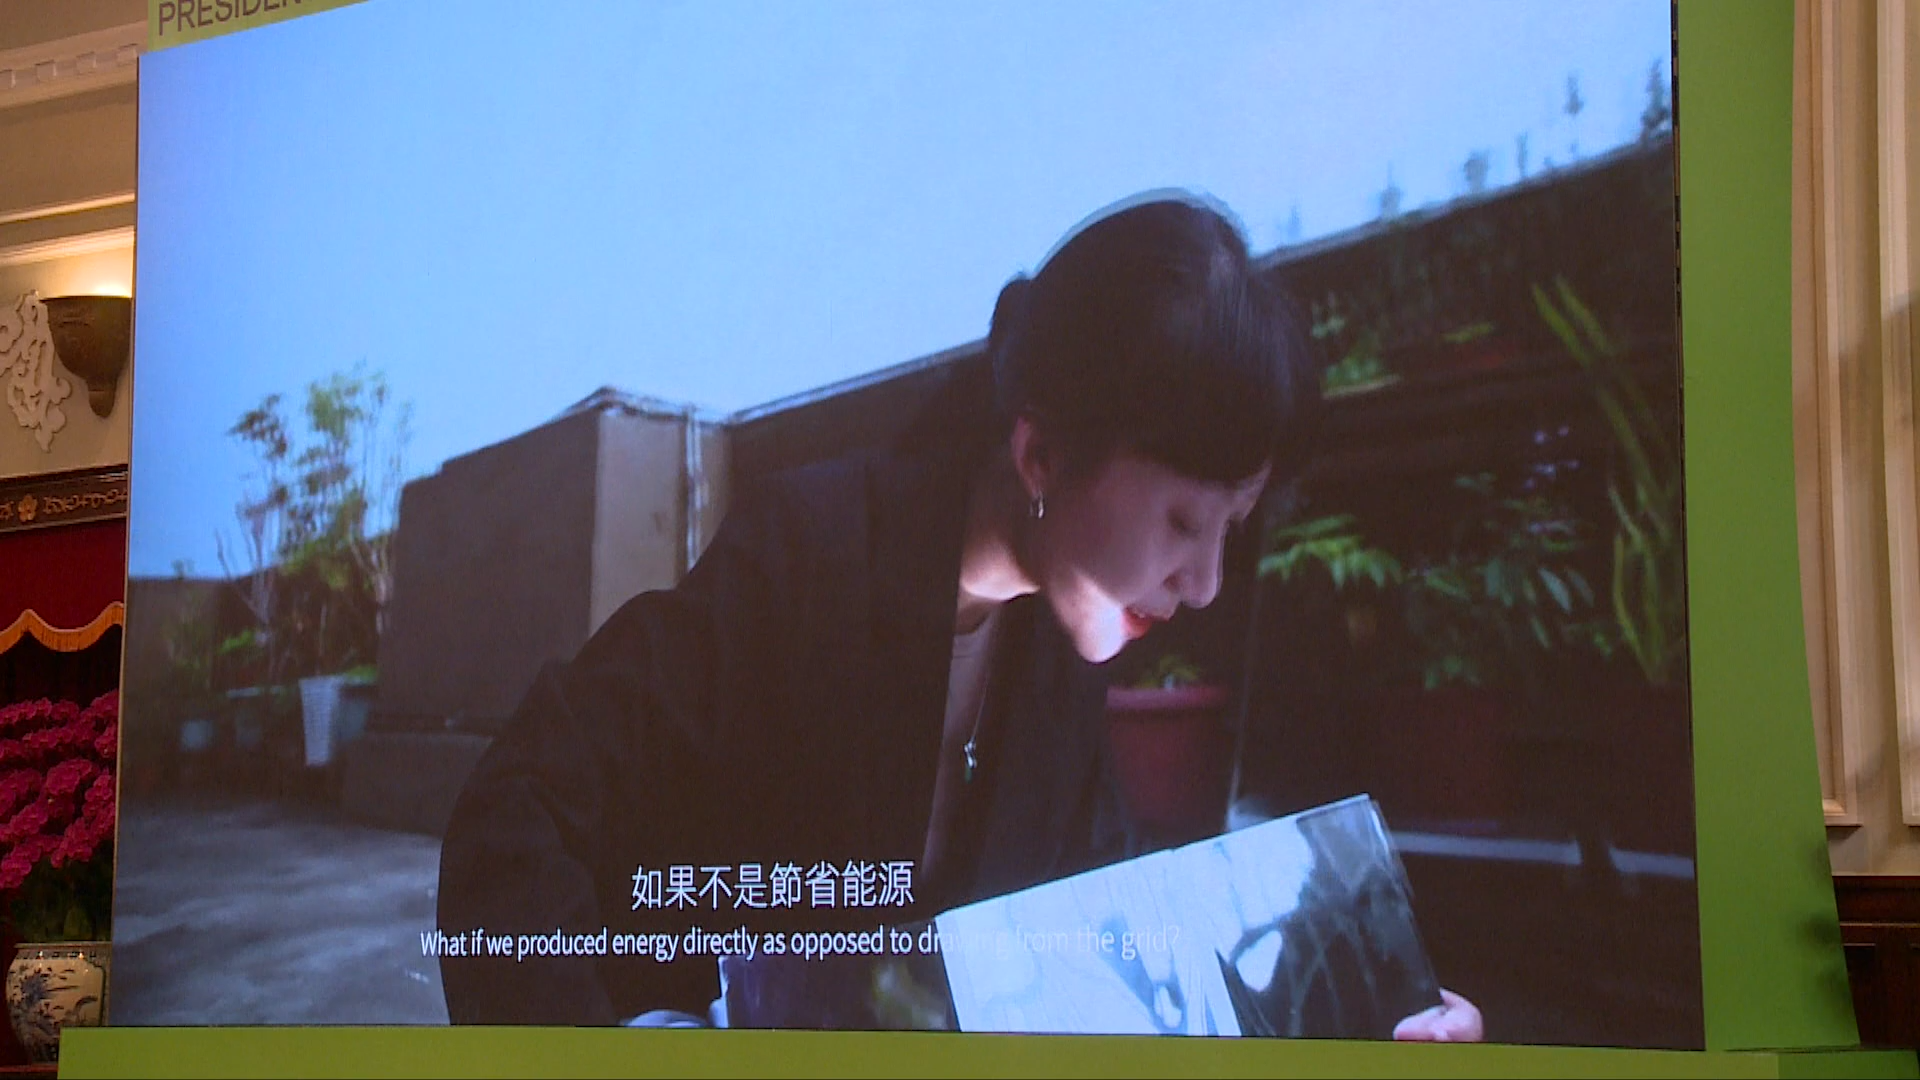 PRESIDEN
如果不是節省能源
What if we produced energy directly as opposed to drawing from the grid?